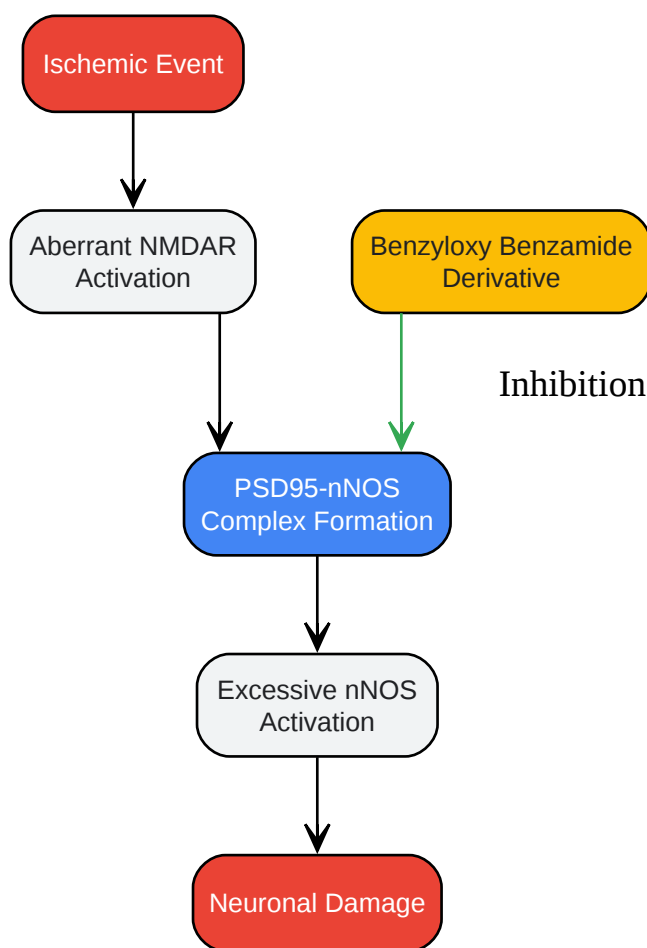 Ischemic Event
Aberrant NMDAR
Activation
Benzyloxy Benzamide
Derivative
Inhibition
PSD95-nNOS
Complex Formation
Excessive nNOS
Activation
Neuronal Damage